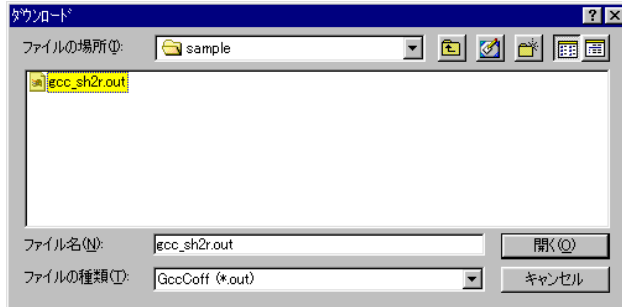 ダウンロード
ファイルの場所(I): sample
gcc_sh2r.out
ファイル名(N): gcc_sh2r.out 開く(O)
ファイルの種類(T): GccCoff (*.out) キャンセル